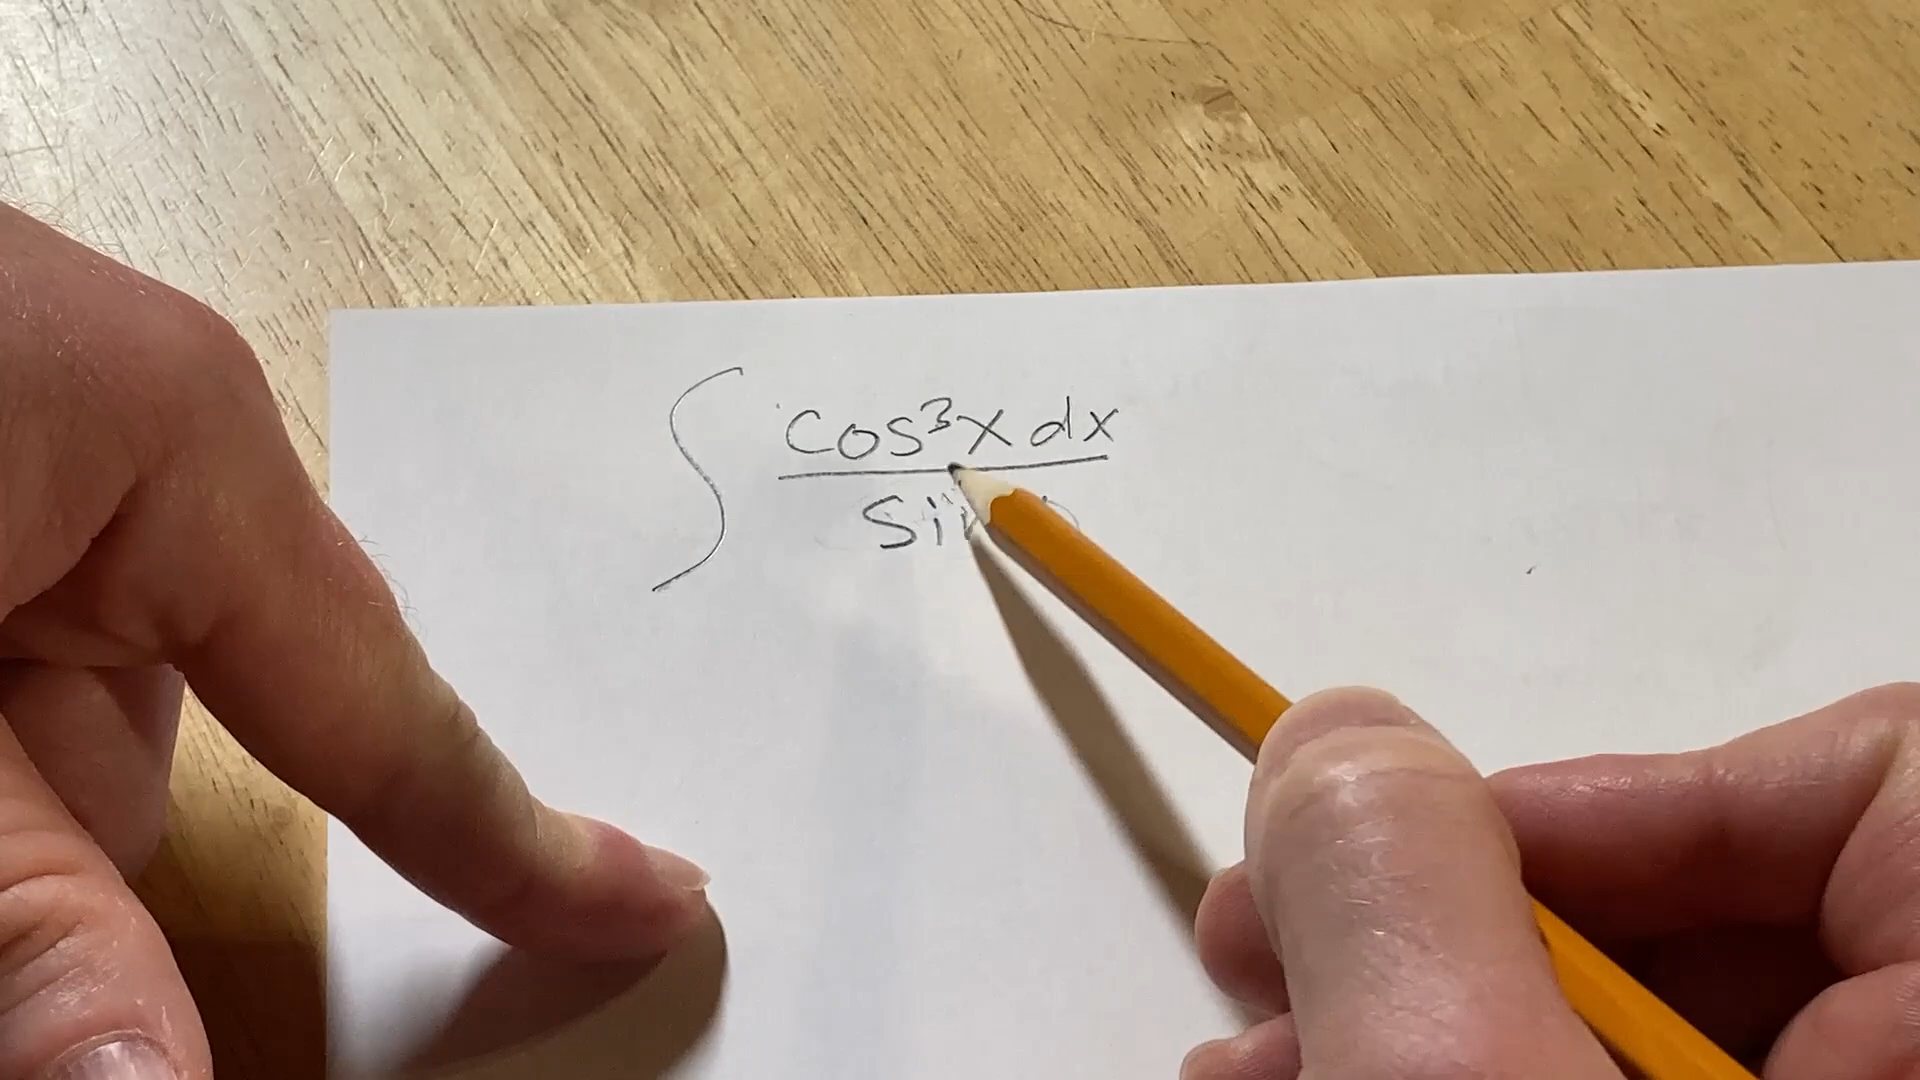 ∫ cos³x dx
Si